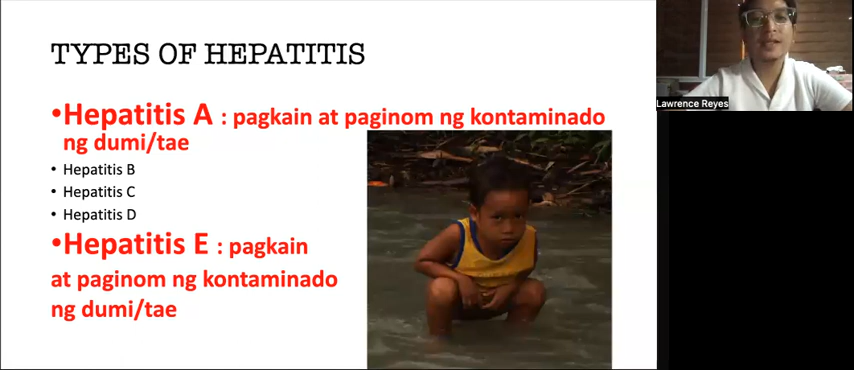 TYPES OF HEPATITIS
•Hepatitis A : pagkain at paginom ng kontaminado
ng dumi/tae
• Hepatitis B
• Hepatitis C
• Hepatitis D
•Hepatitis E : pagkain
at paginom ng kontaminado
ng dumi/tae
Lawrence Reyes